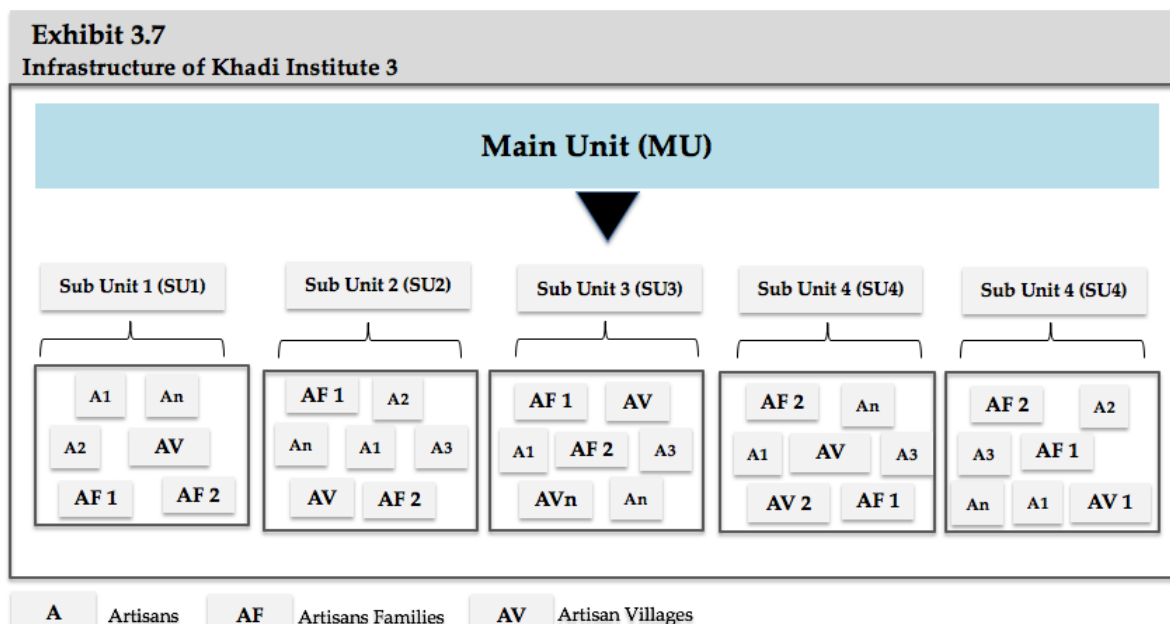 Exhibit 3.7
Infrastructure of Khadi Institute 3
Main Unit (MU)
Sub Unit 1 (SU1) Sub Unit 2 (SU2) Sub Unit 3 (SU3) Sub Unit 4 (SU4) Sub Unit 4 (SU4)
A1 An
A2 AV
AF 1 AF 2
AF 1 A2
An A1 A3
AV AF 2
AF 1 AV
A1 AF 2 A3
AVn An
AF 2 An
A1 AV A3
AV 2 AF 1
AF 2 A2
A3 AF 1
An A1 AV 1
A Artisans AF Artisans Families AV Artisan Villages